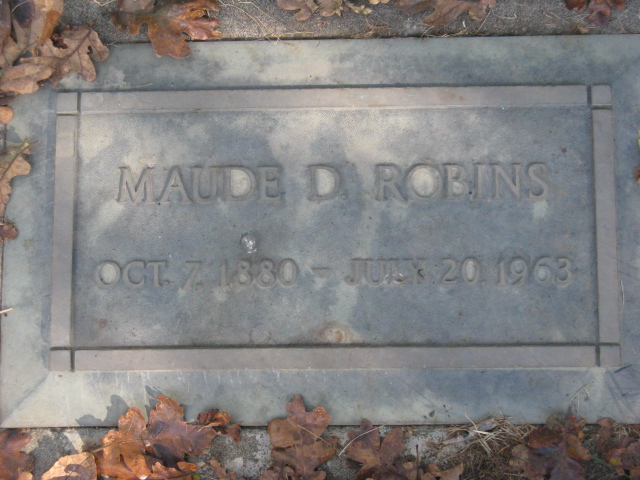 MAUDE D. ROBINS
OCT. 7, 1880 - JULY 20, 1963